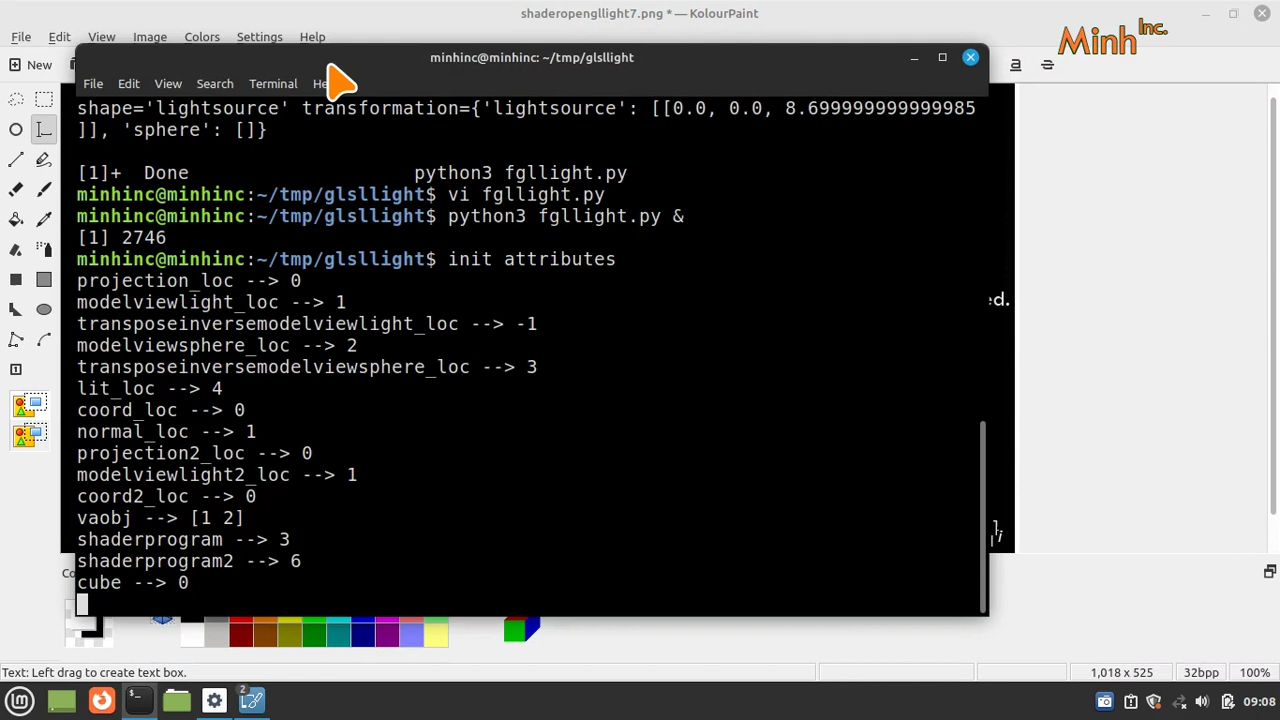 shaderopengllight7.png * — KolourPaint
Minh Inc.
File Edit View Image Colors Settings Help
New
minhinc@minhinc: ~/tmp/glsllight
File Edit View Search Terminal
shape='lightsource' transformation={'lightsource': [[0.0, 0.0, 8.699999999999985
]], 'sphere': []}
[1]+  Done                    python3 fgllight.py
minhinc@minhinc:~/tmp/glsllight$ vi fgllight.py
minhinc@minhinc:~/tmp/glsllight$ python3 fgllight.py &
[1] 2746
minhinc@minhinc:~/tmp/glsllight$ init attributes
projection_loc --> 0
modelviewlight_loc --> 1
ed.
transposeinversemodelviewlight_loc --> -1
modelviewsphere_loc --> 2
transposeinversemodelviewsphere_loc --> 3
lit_loc --> 4
coord_loc --> 0
normal_loc --> 1
projection2_loc --> 0
modelviewlight2_loc --> 1
coord2_loc --> 0
vaobj --> [1 2]
shaderprogram --> 3
shaderprogram2 --> 6
cube --> 0
Text: Left drag to create text box.
1,018 x 525
32bpp
100%
2
09:08